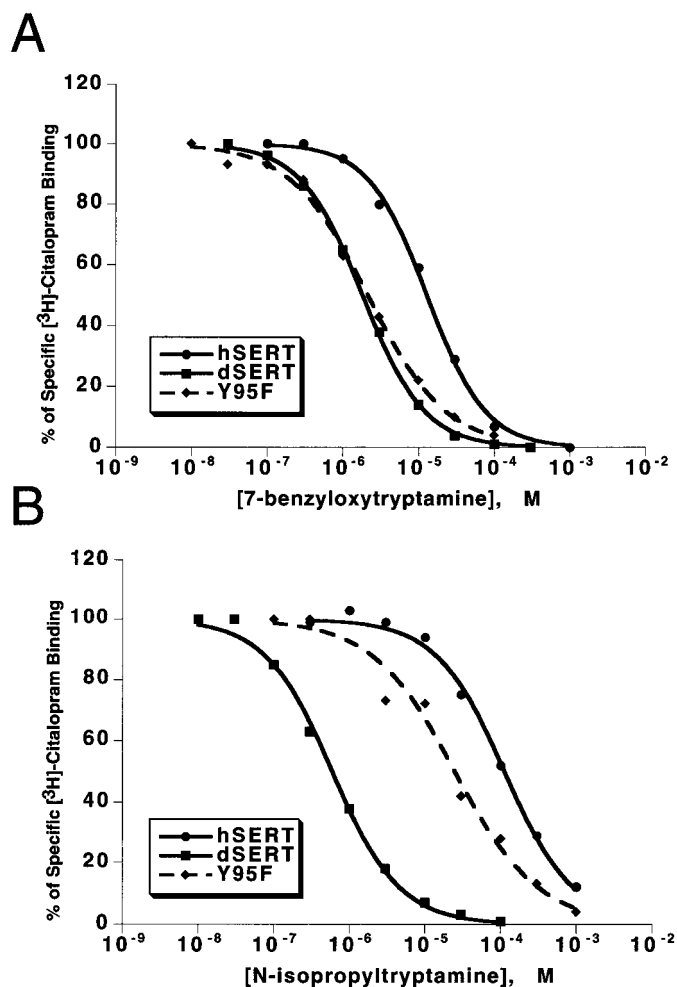 A
% of Specific [³H]-Citalopram Binding
120
100
80
60
40
20
0
hSERT
dSERT
Y95F
10⁻⁹ 10⁻⁸ 10⁻⁷ 10⁻⁶ 10⁻⁵ 10⁻⁴ 10⁻³ 10⁻²
[7-benzyloxytryptamine], M
B
% of Specific [³H]-Citalopram Binding
120
100
80
60
40
20
0
hSERT
dSERT
Y95F
10⁻⁹ 10⁻⁸ 10⁻⁷ 10⁻⁶ 10⁻⁵ 10⁻⁴ 10⁻³ 10⁻²
[N-isopropyltryptamine], M